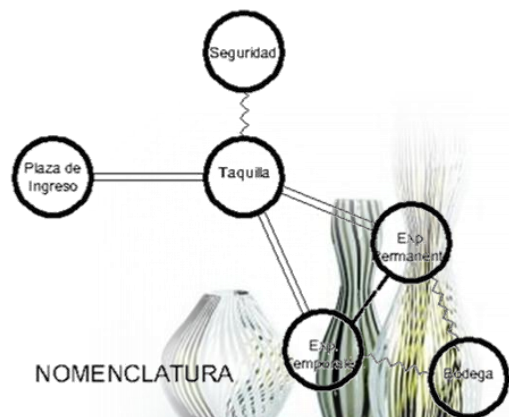 Seguridad
Plaza de
Ingreso
Taquilla
Exp.
Permanente
Exp.
Temporales
Bodega
NOMENCLATURA